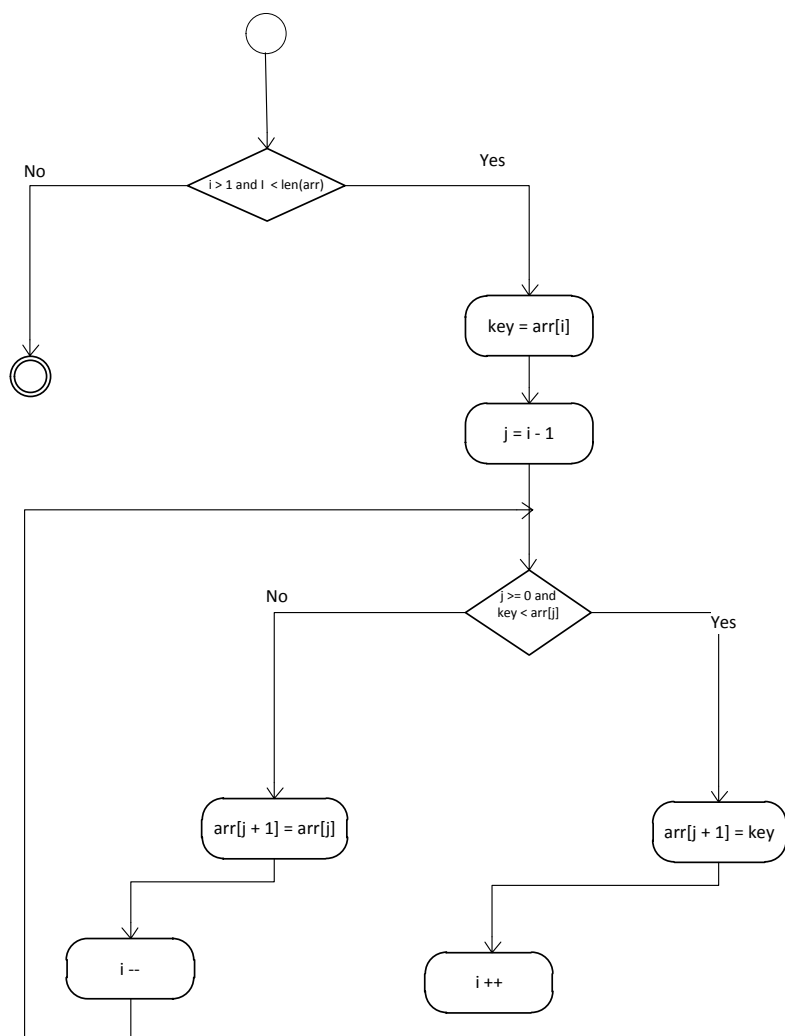 No
Yes
i > 1 and I  < len(arr)
key = arr[i]
j = i - 1
No
j >= 0 and
key < arr[j]
Yes
arr[j + 1] = arr[j]
arr[j + 1] = key
i --
i ++